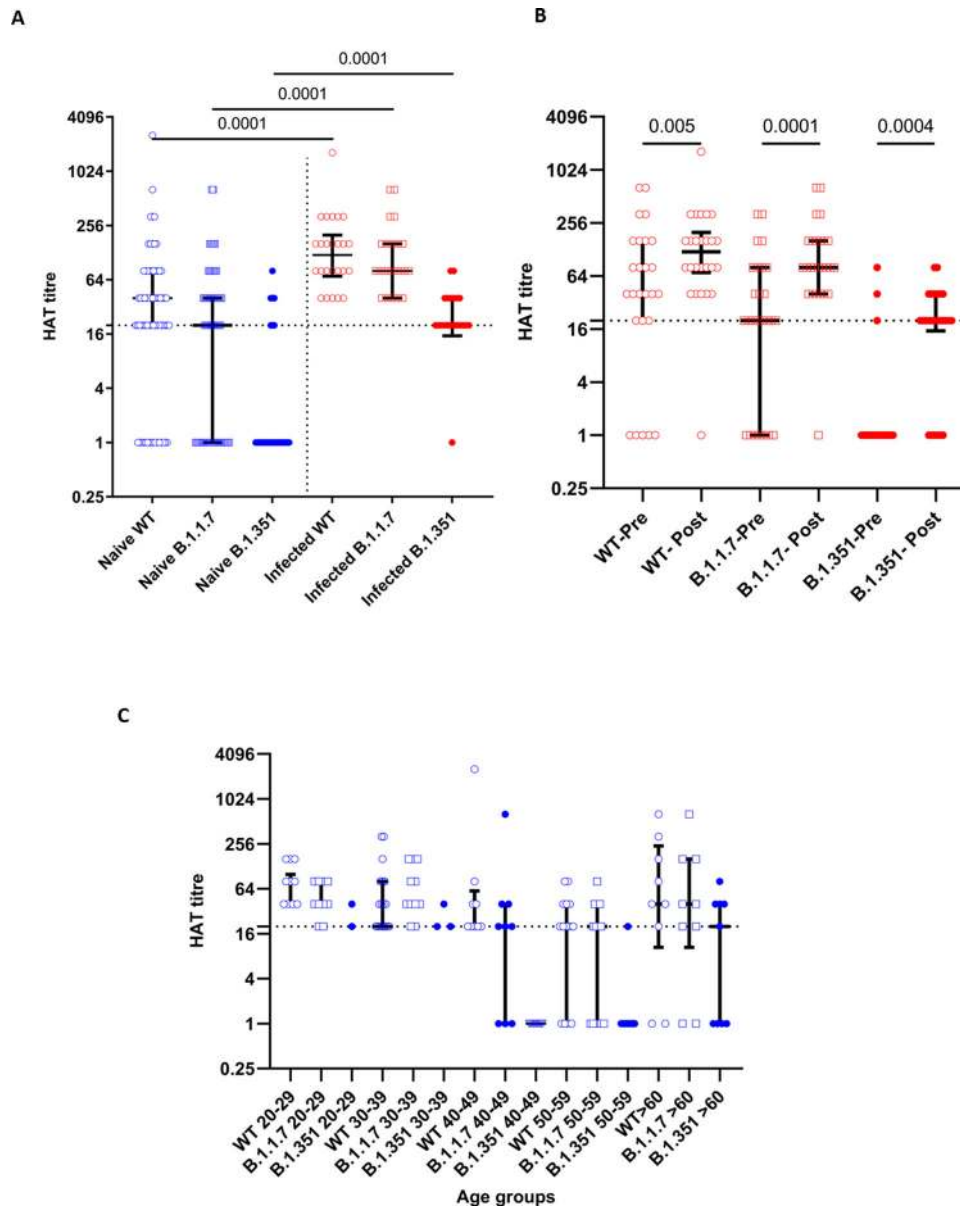 A
0.0001
0.0001
0.0001
4096
1024
256
64
16
4
1
0.25
HAT titre
Naive WT
Naive B.1.1.7
Naive B.1.351
Infected WT
Infected B.1.1.7
Infected B.1.351
B
0.005
0.0001
0.0004
4096
1024
256
64
16
4
1
0.25
HAT titre
WT-Pre
WT- Post
B.1.1.7-Pre
B.1.1.7- Post
B.1.351-Pre
B.1.351- Post
C
4096
1024
256
64
16
4
1
0.25
HAT titre
WT 20-29
B.1.1.7 20-29
B.1.351 20-29
WT 30-39
B.1.1.7 30-39
B.1.351 30-39
WT 40-49
B.1.1.7 40-49
B.1.351 40-49
WT 50-59
B.1.1.7 50-59
B.1.351 50-59
WT>60
B.1.1.7 >60
B.1.351 >60
Age groups